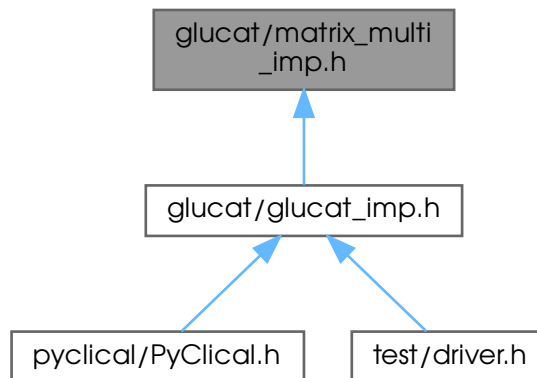 glucat/matrix_multi
_imp.h
glucat/glucat_imp.h
pyclical/PyClical.h
test/driver.h